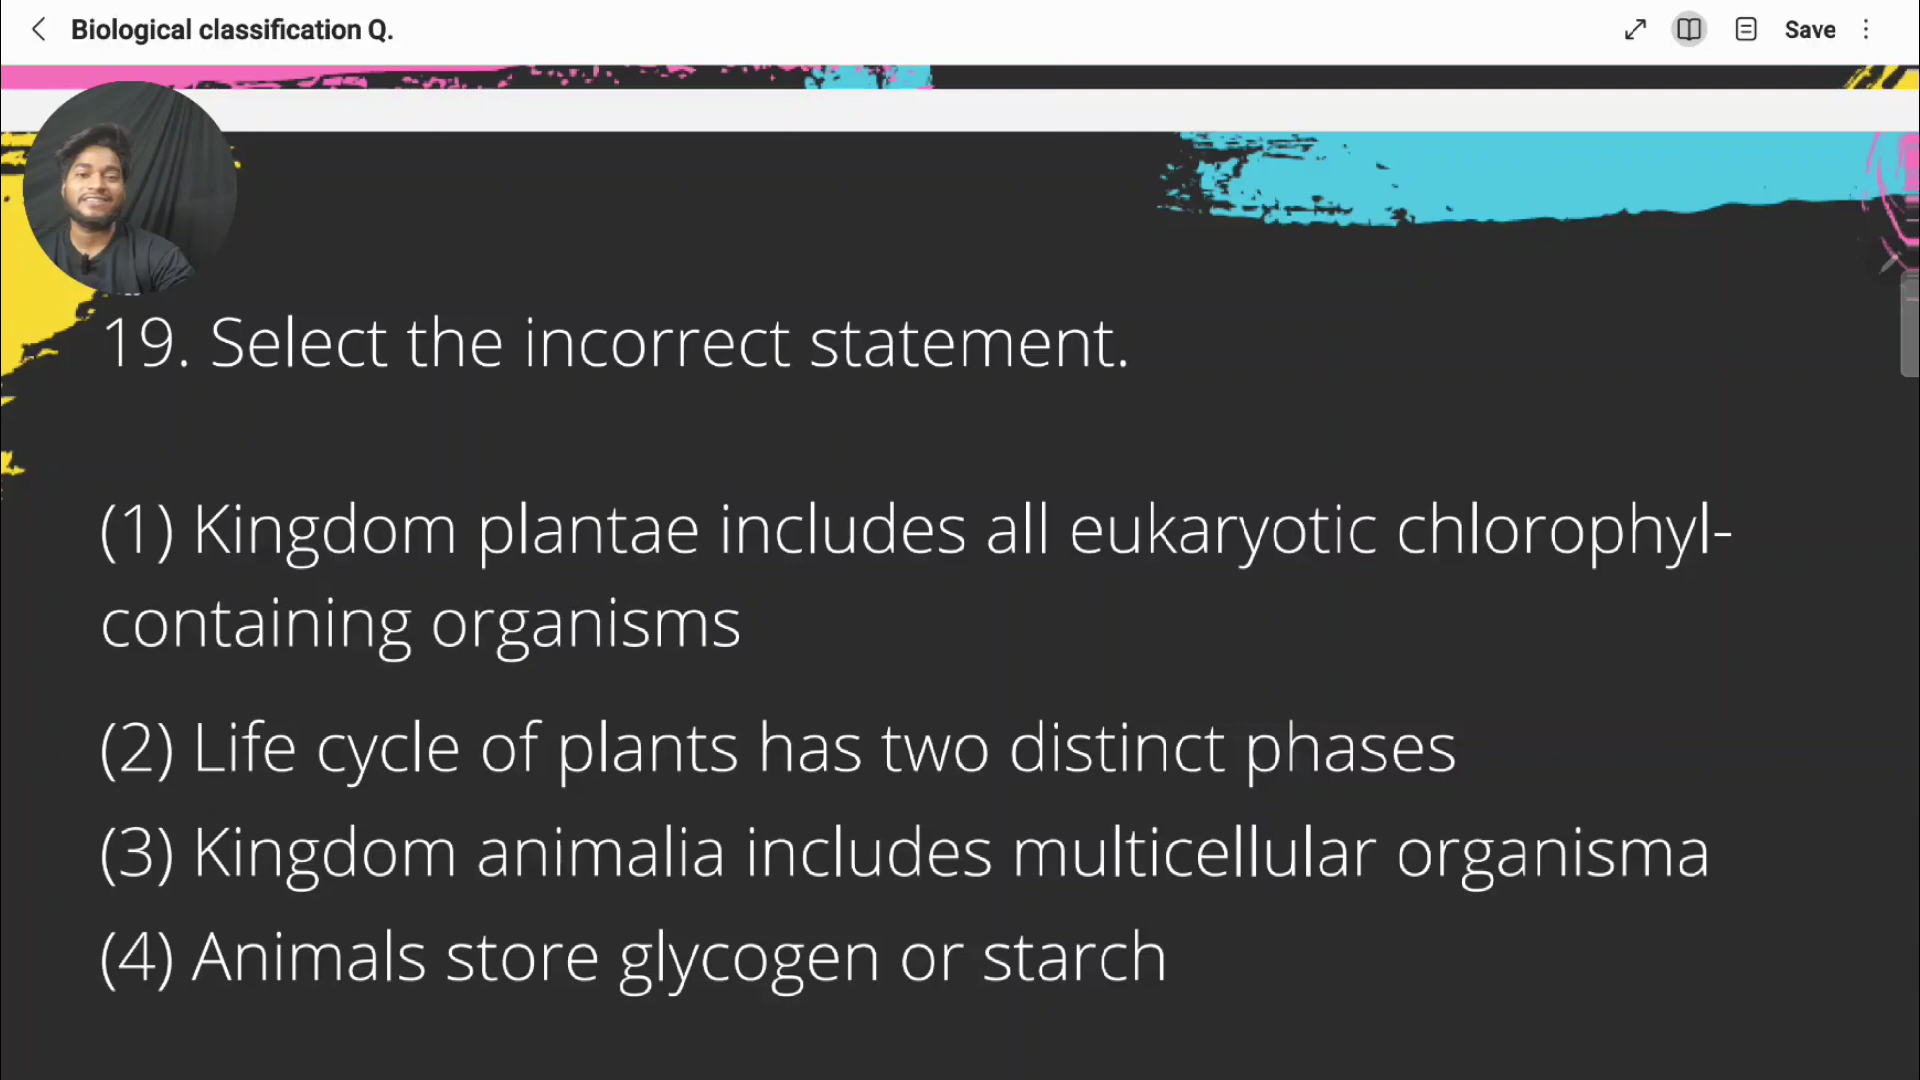 Biological classification Q.
Save
19. Select the incorrect statement.
(1) Kingdom plantae includes all eukaryotic chlorophyl-
containing organisms
(2) Life cycle of plants has two distinct phases
(3) Kingdom animalia includes multicellular organisma
(4) Animals store glycogen or starch